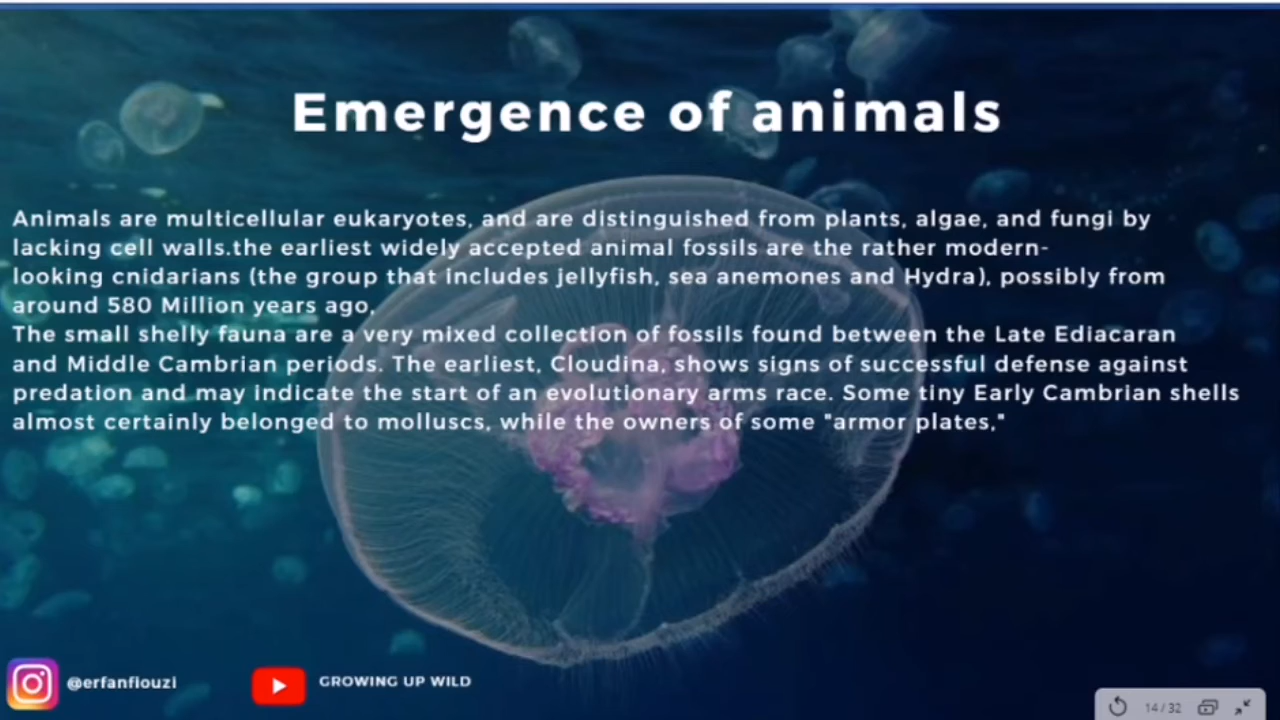 Emergence of animals
Animals are multicellular eukaryotes, and are distinguished from plants, algae, and fungi by
lacking cell walls.the earliest widely accepted animal fossils are the rather modern-
looking cnidarians (the group that includes jellyfish, sea anemones and Hydra), possibly from
around 580 Million years ago,
The small shelly fauna are a very mixed collection of fossils found between the Late Ediacaran
and Middle Cambrian periods. The earliest, Cloudina, shows signs of successful defense against
predation and may indicate the start of an evolutionary arms race. Some tiny Early Cambrian shells
almost certainly belonged to molluscs, while the owners of some "armor plates,"
@erfanfiouzi
GROWING UP WILD
14 / 32